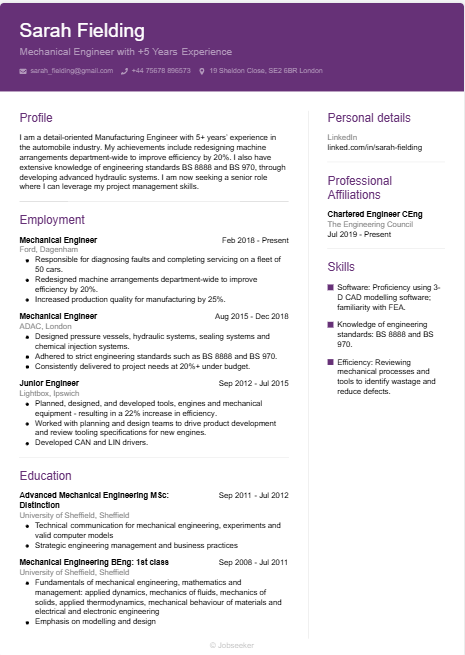 Sarah Fielding
Mechanical Engineer with +5 Years Experience
sarah_fielding@gmail.com +44 75678 896573 19 Sheldon Close, SE2 6BR London
Profile
I am a detail-oriented Manufacturing Engineer with 5+ years' experience in
the automobile industry. My achievements include redesigning machine
arrangements department-wide to improve efficiency by 20%. I also have
extensive knowledge of engineering standards BS 8888 and BS 970, through
developing advanced hydraulic systems. I am now seeking a senior role
where I can leverage my project management skills.
Employment
Mechanical Engineer Feb 2018 - Present
Ford, Dagenham
• Responsible for diagnosing faults and completing servicing on a fleet of
50 cars.
• Redesigned machine arrangements department-wide to improve
efficiency by 20%.
• Increased production quality for manufacturing by 25%.
Mechanical Engineer Aug 2015 - Dec 2018
ADAC, London
• Designed pressure vessels, hydraulic systems, sealing systems and
chemical injection systems.
• Adhered to strict engineering standards such as BS 8888 and BS 970.
• Consistently delivered to project needs at 20%+ under budget.
Junior Engineer Sep 2012 - Jul 2015
Lightbox, Ipswich
• Planned, designed, and developed tools, engines and mechanical
equipment - resulting in a 22% increase in efficiency.
• Worked with planning and design teams to drive product development
and review tooling specifications for new engines.
• Developed CAN and LIN drivers.
Education
Advanced Mechanical Engineering MSc: Sep 2011 - Jul 2012
Distinction
University of Sheffield, Sheffield
• Technical communication for mechanical engineering, experiments and
valid computer models
• Strategic engineering management and business practices
Mechanical Engineering BEng: 1st class Sep 2008 - Jul 2011
University of Sheffield, Sheffield
• Fundamentals of mechanical engineering, mathematics and
management: applied dynamics, mechanics of fluids, mechanics of
solids, applied thermodynamics, mechanical behaviour of materials and
electrical and electronic engineering
• Emphasis on modelling and design
Personal details
LinkedIn
linked.com/in/sarah-fielding
Professional
Affiliations
Chartered Engineer CEng
The Engineering Council
Jul 2019 - Present
Skills
Software: Proficiency using 3-
D CAD modelling software;
familiarity with FEA.
Knowledge of engineering
standards: BS 8888 and BS
970.
Efficiency: Reviewing
mechanical processes and
tools to identify wastage and
reduce defects.
© Jobseeker